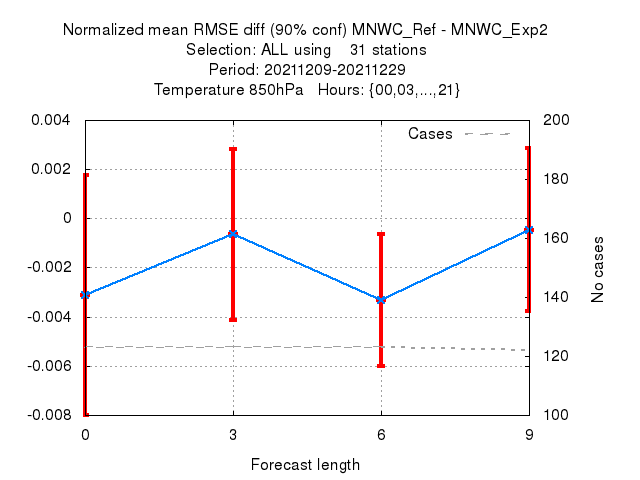 Normalized mean RMSE diff (90% conf) MNWC_Ref - MNWC_Exp2
Selection: ALL using 31 stations
Period: 20211209-20211229
Temperature 850hPa Hours: {00,03,...,21}
Cases
0.004
0.002
0
-0.002
-0.004
-0.006
-0.008
200
180
160
140
120
100
No cases
0 3 6 9
Forecast length